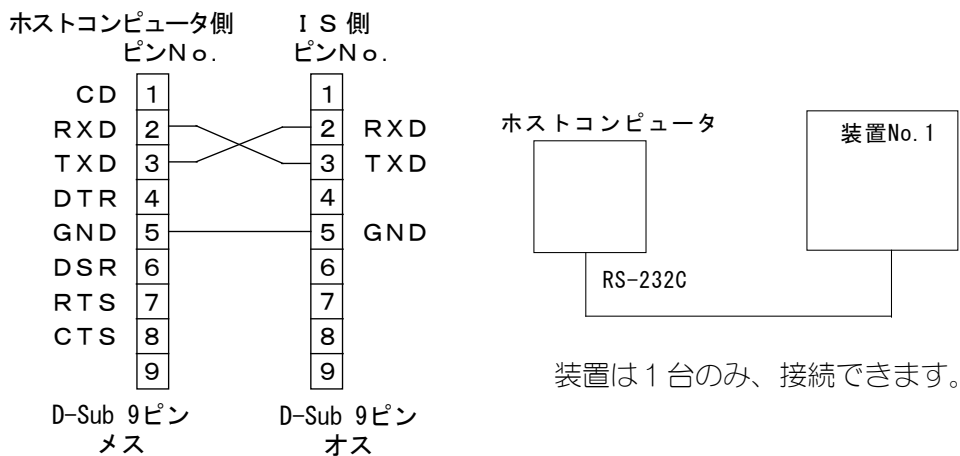 ホストコンピュータ側
ピンNo.
CD 1
RXD 2
TXD 3
DTR 4
GND 5
DSR 6
RTS 7
CTS 8
9
D-Sub 9ピン
メス
IS側
ピンNo.
1
2 RXD
3 TXD
4
5 GND
6
7
8
9
D-Sub 9ピン
オス
ホストコンピュータ
装置No.1
RS-232C
装置は1台のみ、接続できます。